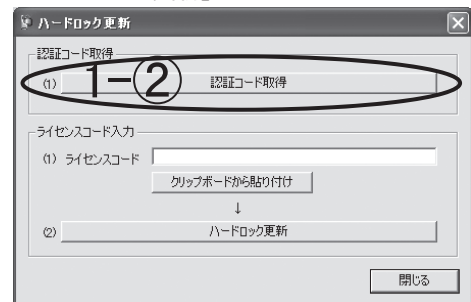 ハードロック更新
認証コード取得
(1) 認証コード取得
1-②
ライセンスコード入力
(1) ライセンスコード
クリップボードから貼り付け
↓
(2) ハードロック更新
閉じる